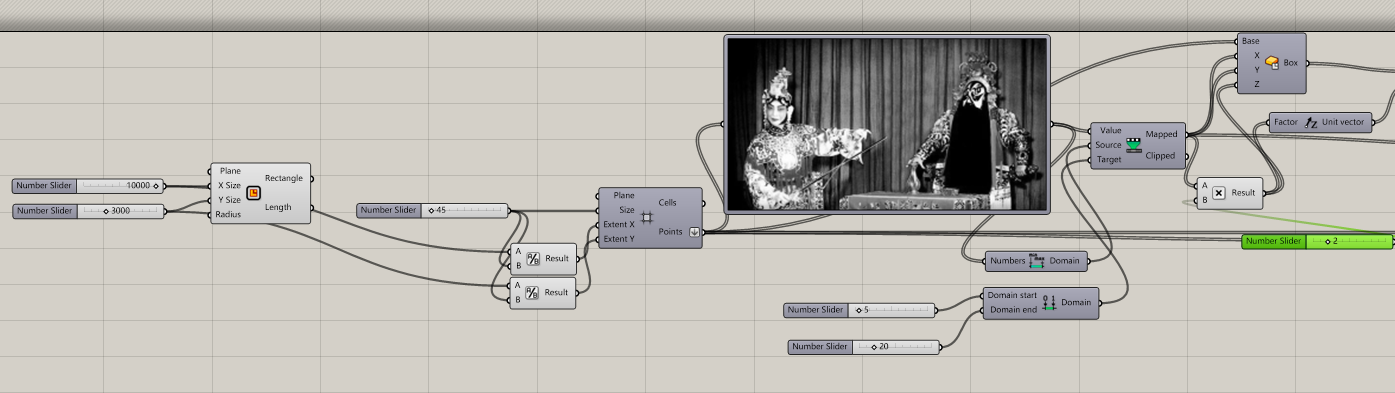 Number Slider 10000
Number Slider 3000
Plane
X Size
Y Size
Radius
Rectangle
Length
Number Slider 45
A
B
Result
A/B
A
B
Result
A/B
Plane
Size
Extent X
Extent Y
Cells
Points
Numbers
Domain
Number Slider 5
Number Slider 20
Domain start
Domain end
0 1
Domain
Value
Source
Target
Mapped
Clipped
Base
X
Y
Z
Box
Factor
Z
Unit vector
A
B
Result
Number Slider 2